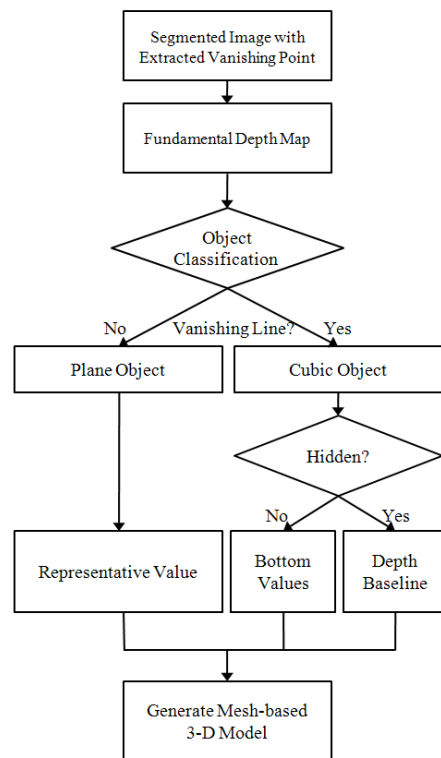 Segmented Image with
Extracted Vanishing Point
Fundamental Depth Map
Object
Classification
No
Vanishing Line?
Yes
Plane Object
Cubic Object
Hidden?
No
Yes
Representative Value
Bottom
Values
Depth
Baseline
Generate Mesh-based
3-D Model